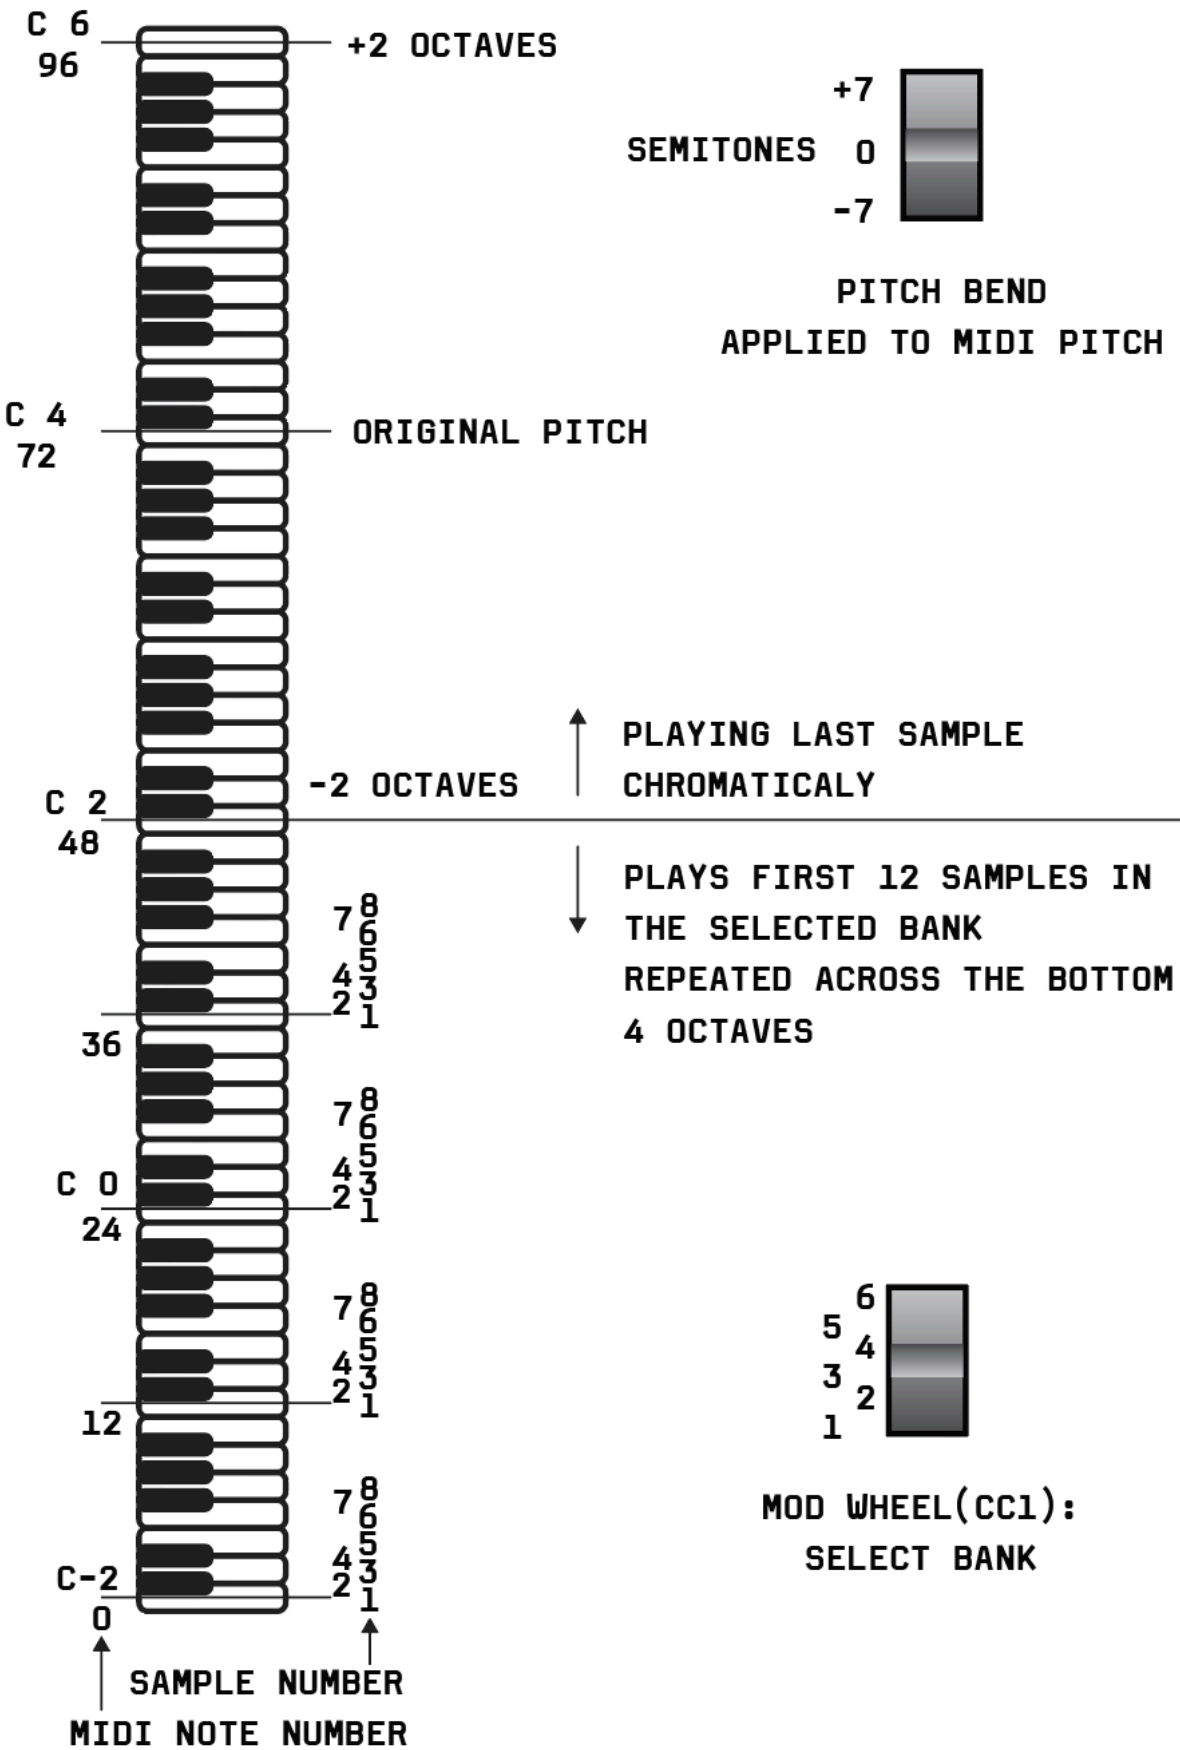 C 6
96
+2 OCTAVES
+7
SEMITONES 0
-7
PITCH BEND
APPLIED TO MIDI PITCH
C 4
72
ORIGINAL PITCH
PLAYING LAST SAMPLE
CHROMATICALY
-2 OCTAVES
C 2
48
PLAYS FIRST 12 SAMPLES IN
THE SELECTED BANK
REPEATED ACROSS THE BOTTOM
4 OCTAVES
8
7
6
5
4
3
2
1
36
8
7
6
5
4
3
2
1
C 0
24
8
7
6
5
4
3
2
1
12
8
7
6
5
4
3
2
1
C-2
0
6
5
4
3
2
1
MOD WHEEL(CC1):
SELECT BANK
SAMPLE NUMBER
MIDI NOTE NUMBER